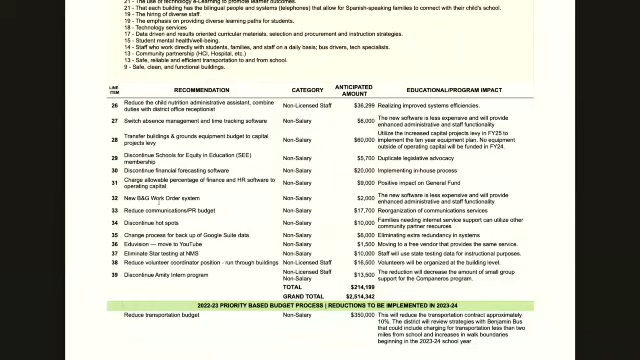 21 - The use of technology e-Learning to promote learner outcomes.
21 - That each building has the bilingual people and systems (telephones) that allow for Spanish-speaking families to connect with their child's school.
19 - The hiring of diverse staff
19 - The emphasis on providing diverse learning paths for students.
18 - Technology services
17 - Data driven and results oriented curricular materials, selection and procurement and instruction strategies.
15 - Student mental health/well-being.
14 - Staff who work directly with students, families, and staff on a daily basis; bus drivers, tech specialists.
13 - Community partnership (HCI, Hospital, etc.)
13 - Safe, reliable and efficient transportation to and from school.
9 - Safe, clean, and functional buildings.
LINE ITEM RECOMMENDATION CATEGORY ANTICIPATED AMOUNT EDUCATIONAL/PROGRAM IMPACT
26 Reduce the child nutrition administrative assistant, combine duties with district office receptionist Non-Licensed Staff $36,299 Realizing improved systems efficiencies.
27 Switch absence management and time tracking software Non-Salary $6,000 The new software is less expensive and will provide enhanced administrative and staff functionality
28 Transfer buildings & grounds equipment budget to capital projects levy Non-Salary $60,000 Utilize the increased capital projects levy in FY25 to implement the ten year equipment plan. No equipment outside of operating capital will be funded in FY24.
29 Discontinue Schools for Equity in Education (SEE) membership Non-Salary $5,700 Duplicate legislative advocacy
30 Discontinue financial forecasting software Non-Salary $20,000 Implementing in-house process
31 Charge allowable percentage of finance and HR software to operating capital Non-Salary $9,000 Positive impact on General Fund
32 New B&G Work Order system Non-Salary $2,000 The new software is less expensive and will provide enhanced administrative and staff functionality
33 Reduce communications/PR budget Non-Salary $17,700 Reorganization of communications services
34 Discontinue hot spots Non-Salary $10,000 Families needing internet service support can utilize other community partner resources
35 Change process for back up of Google Suite data Non-Salary $6,000 Eliminating extra redundancy in systems
36 Eduvision — move to YouTube Non-Salary $1,500 Moving to a free vendor that provides the same service.
37 Eliminate Star testing at NMS Non-Salary $10,000 Staff will use state testing data for instructional purposes.
38 Reduce volunteer coordinator position - run through buildings Non-Licensed Staff $16,500 Volunteers will be organized at the building level.
39 Discontinue Amity Intern program Non-Licensed Staff Non-Salary $13,500 The reduction will decrease the amount of small group support for the Companeros program.
TOTAL $214,199
GRAND TOTAL $2,514,342
2022-23 PRIORITY BASED BUDGET PROCESS | REDUCTIONS TO BE IMPLEMENTED IN 2023-24
Reduce transportation budget Non-Salary $350,000 This will reduce the transportation contract approximately 10%. The district will review strategies with Benjamin Bus that could include charging for transportation less than two miles from school and increases in walk boundaries beginning in the 2023-24 school year